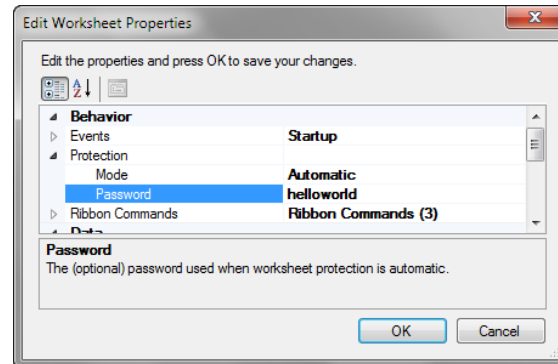 Edit Worksheet Properties
Edit the properties and press OK to save your changes.
Behavior
Events Startup
Protection
Mode Automatic
Password helloworld
Ribbon Commands Ribbon Commands (3)
Data
Password
The (optional) password used when worksheet protection is automatic.
OK Cancel